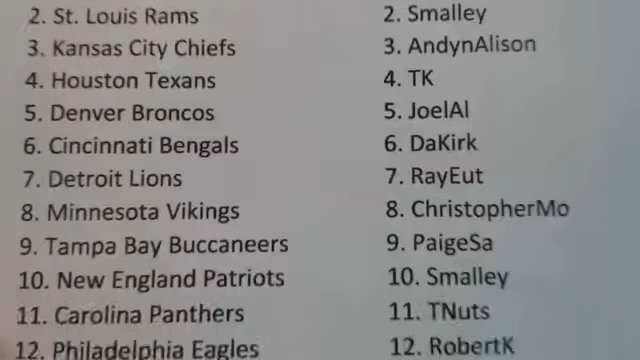 2. St. Louis Rams
2. Smalley
3. Kansas City Chiefs
3. AndynAlison
4. Houston Texans
4. TK
5. Denver Broncos
5. JoelAl
6. Cincinnati Bengals
6. DaKirk
7. Detroit Lions
7. RayEut
8. Minnesota Vikings
8. ChristopherMo
9. Tampa Bay Buccaneers
9. PaigeSa
10. New England Patriots
10. Smalley
11. Carolina Panthers
11. TNuts
12. Philadelphia Eagles
12. RobertK